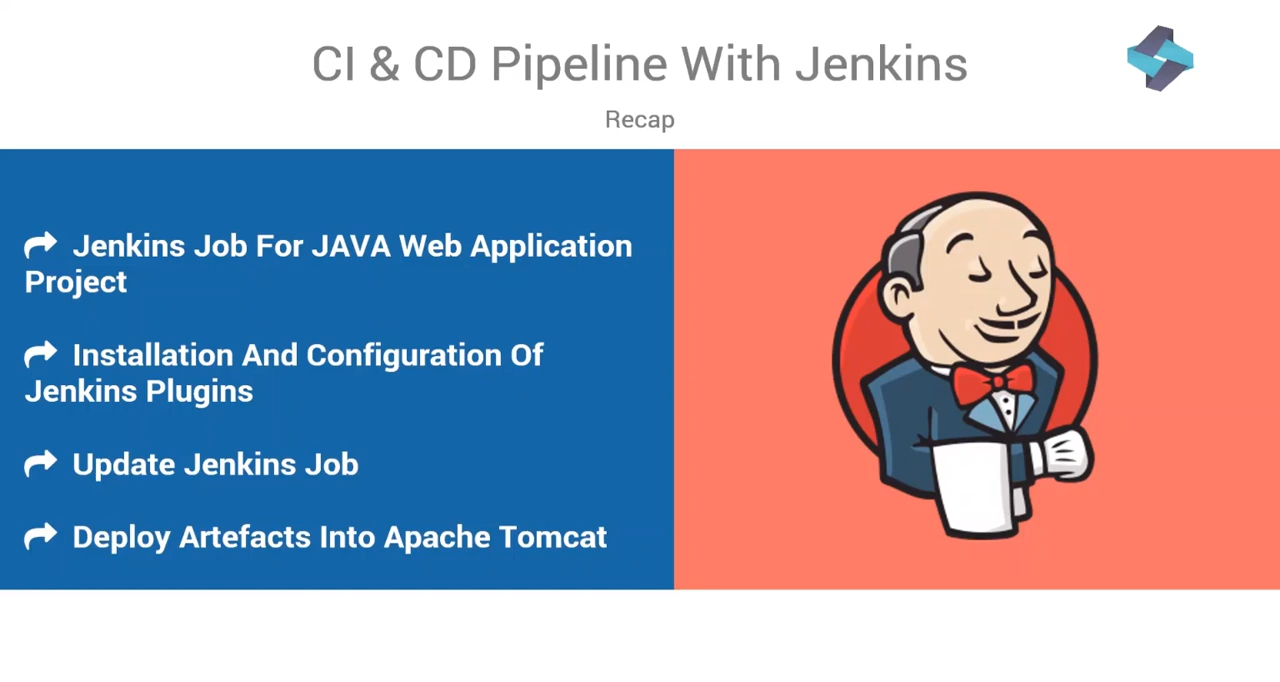 CI & CD Pipeline With Jenkins
Recap
Jenkins Job For JAVA Web Application
Project
Installation And Configuration Of
Jenkins Plugins
Update Jenkins Job
Deploy Artefacts Into Apache Tomcat